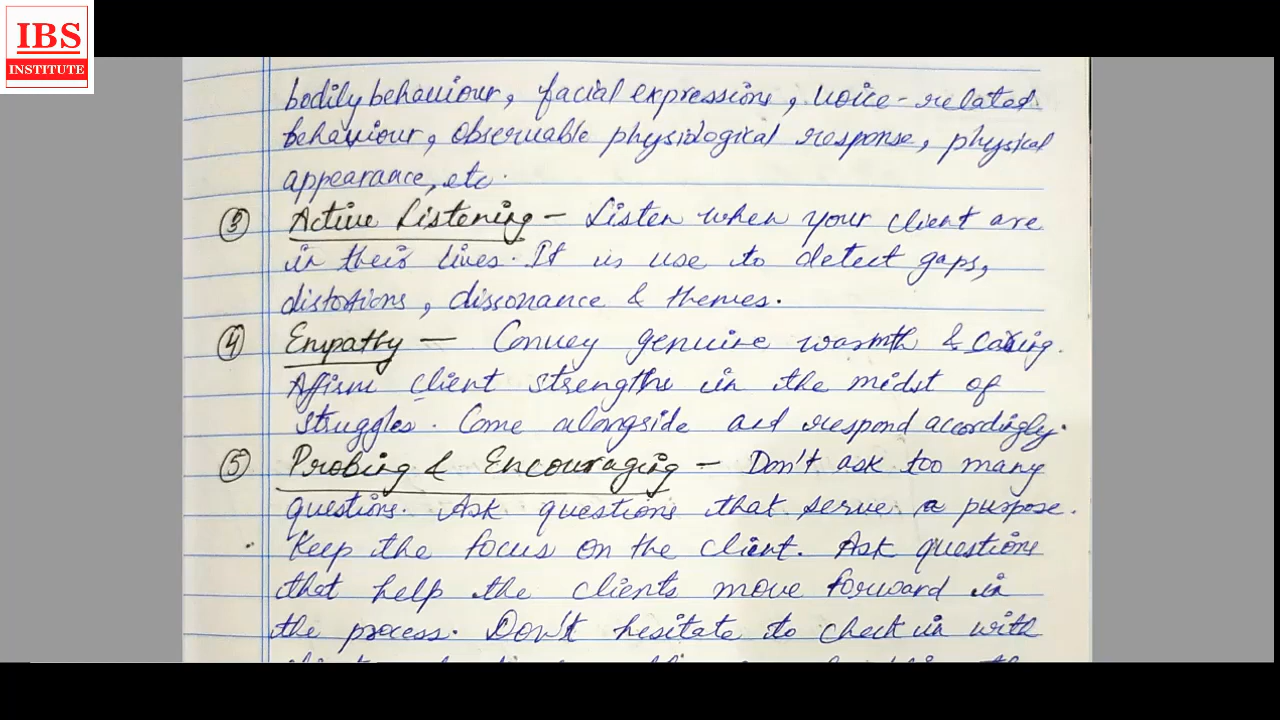 IBS
INSTITUTE
bodily behaviour, facial expressions, voice-related
behaviour, observable physiological response, physical
appearance, etc.
③ Active Listening – Listen when your client are
in their lives. It is use to detect gaps,
distortions, dissonance & themes.
④ Empathy – Convey genuine warmth & caring.
Affirm client strengths in the midst of
struggles. Come alongside and respond accordingly.
⑤ Probing & Encouraging – Don't ask too many
questions. Ask questions that serve a purpose.
Keep the focus on the client. Ask questions
that help the clients move forward in
the process. Don't hesitate to check in with